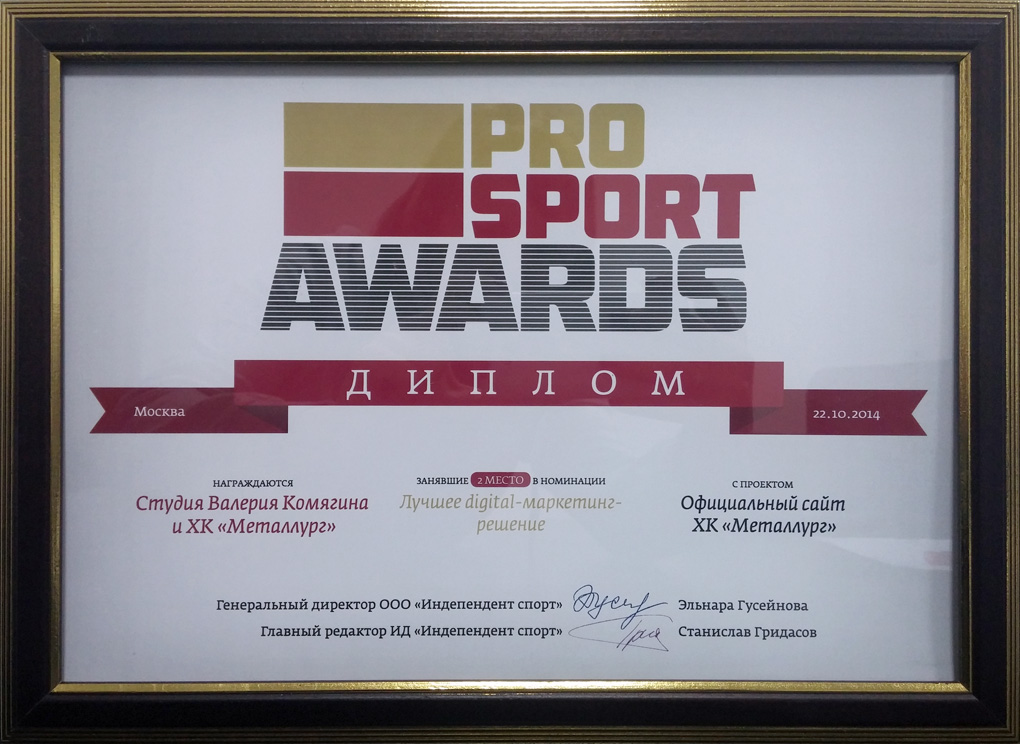 PRO
SPORT
AWARDS
ДИПЛОМ
Москва
22.10.2014
НАГРАЖДАЮТСЯ
Студия Валерия Комягина
и ХК «Металлург»
ЗАНЯВШИЕ 2 МЕСТО В НОМИНАЦИИ
Лучшее digital-маркетинг-
решение
С ПРОЕКТОМ
Официальный сайт
ХК «Металлург»
Генеральный директор ООО «Индепендент спорт» Эльнара Гусейнова
Главный редактор ИД «Индепендент спорт» Станислав Гридасов